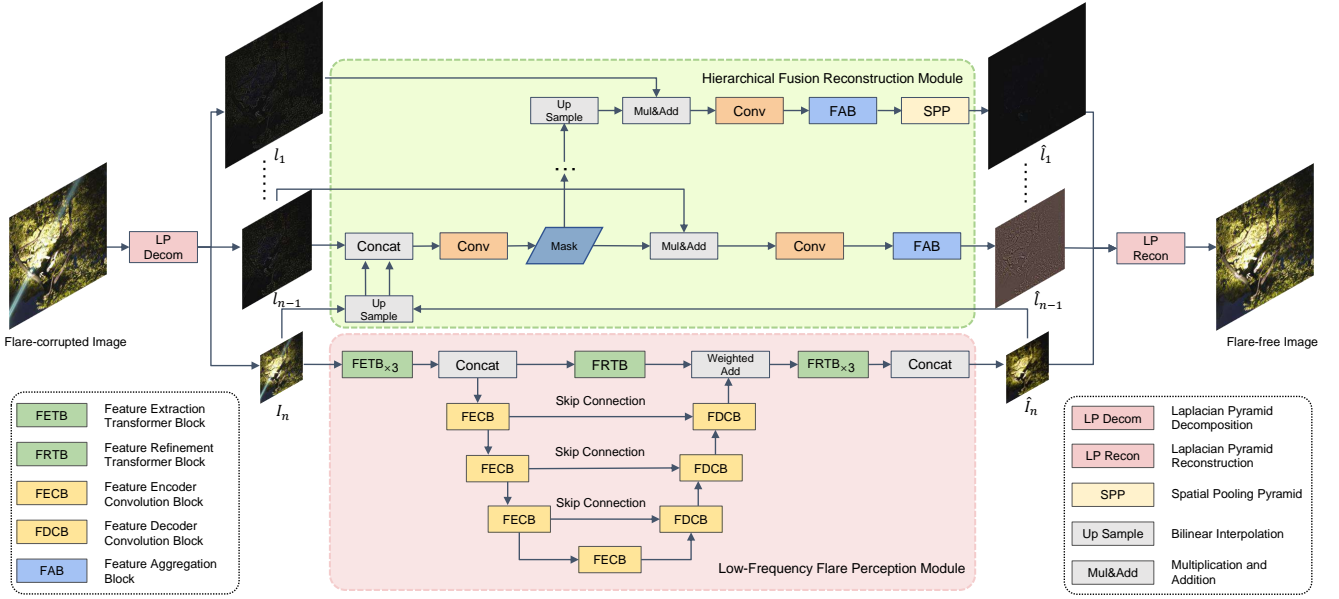 Hierarchical Fusion Reconstruction Module
Up
Sample
Mul&Add
Conv
FAB
SPP
l₁
l̂₁
LP
Decom
Concat
Conv
Mask
Mul&Add
Conv
FAB
LP
Recon
...
lₙ₋₁
l̂ₙ₋₁
Up
Sample
Flare-corrupted Image
Flare-free Image
FETB×3
Concat
FRTB
Weighted
Add
FRTB×3
Concat
Iₙ
Îₙ
Skip Connection
FECB
FDCB
Skip Connection
FECB
FDCB
Skip Connection
FECB
FDCB
FECB
Low-Frequency Flare Perception Module
FETB
Feature Extraction
Transformer Block
FRTB
Feature Refinement
Transformer Block
FECB
Feature Encoder
Convolution Block
FDCB
Feature Decoder
Convolution Block
FAB
Feature Aggregation
Block
LP Decom
Laplacian Pyramid
Decomposition
LP Recon
Laplacian Pyramid
Reconstruction
SPP
Spatial Pooling Pyramid
Up Sample
Bilinear Interpolation
Mul&Add
Multiplication and
Addition